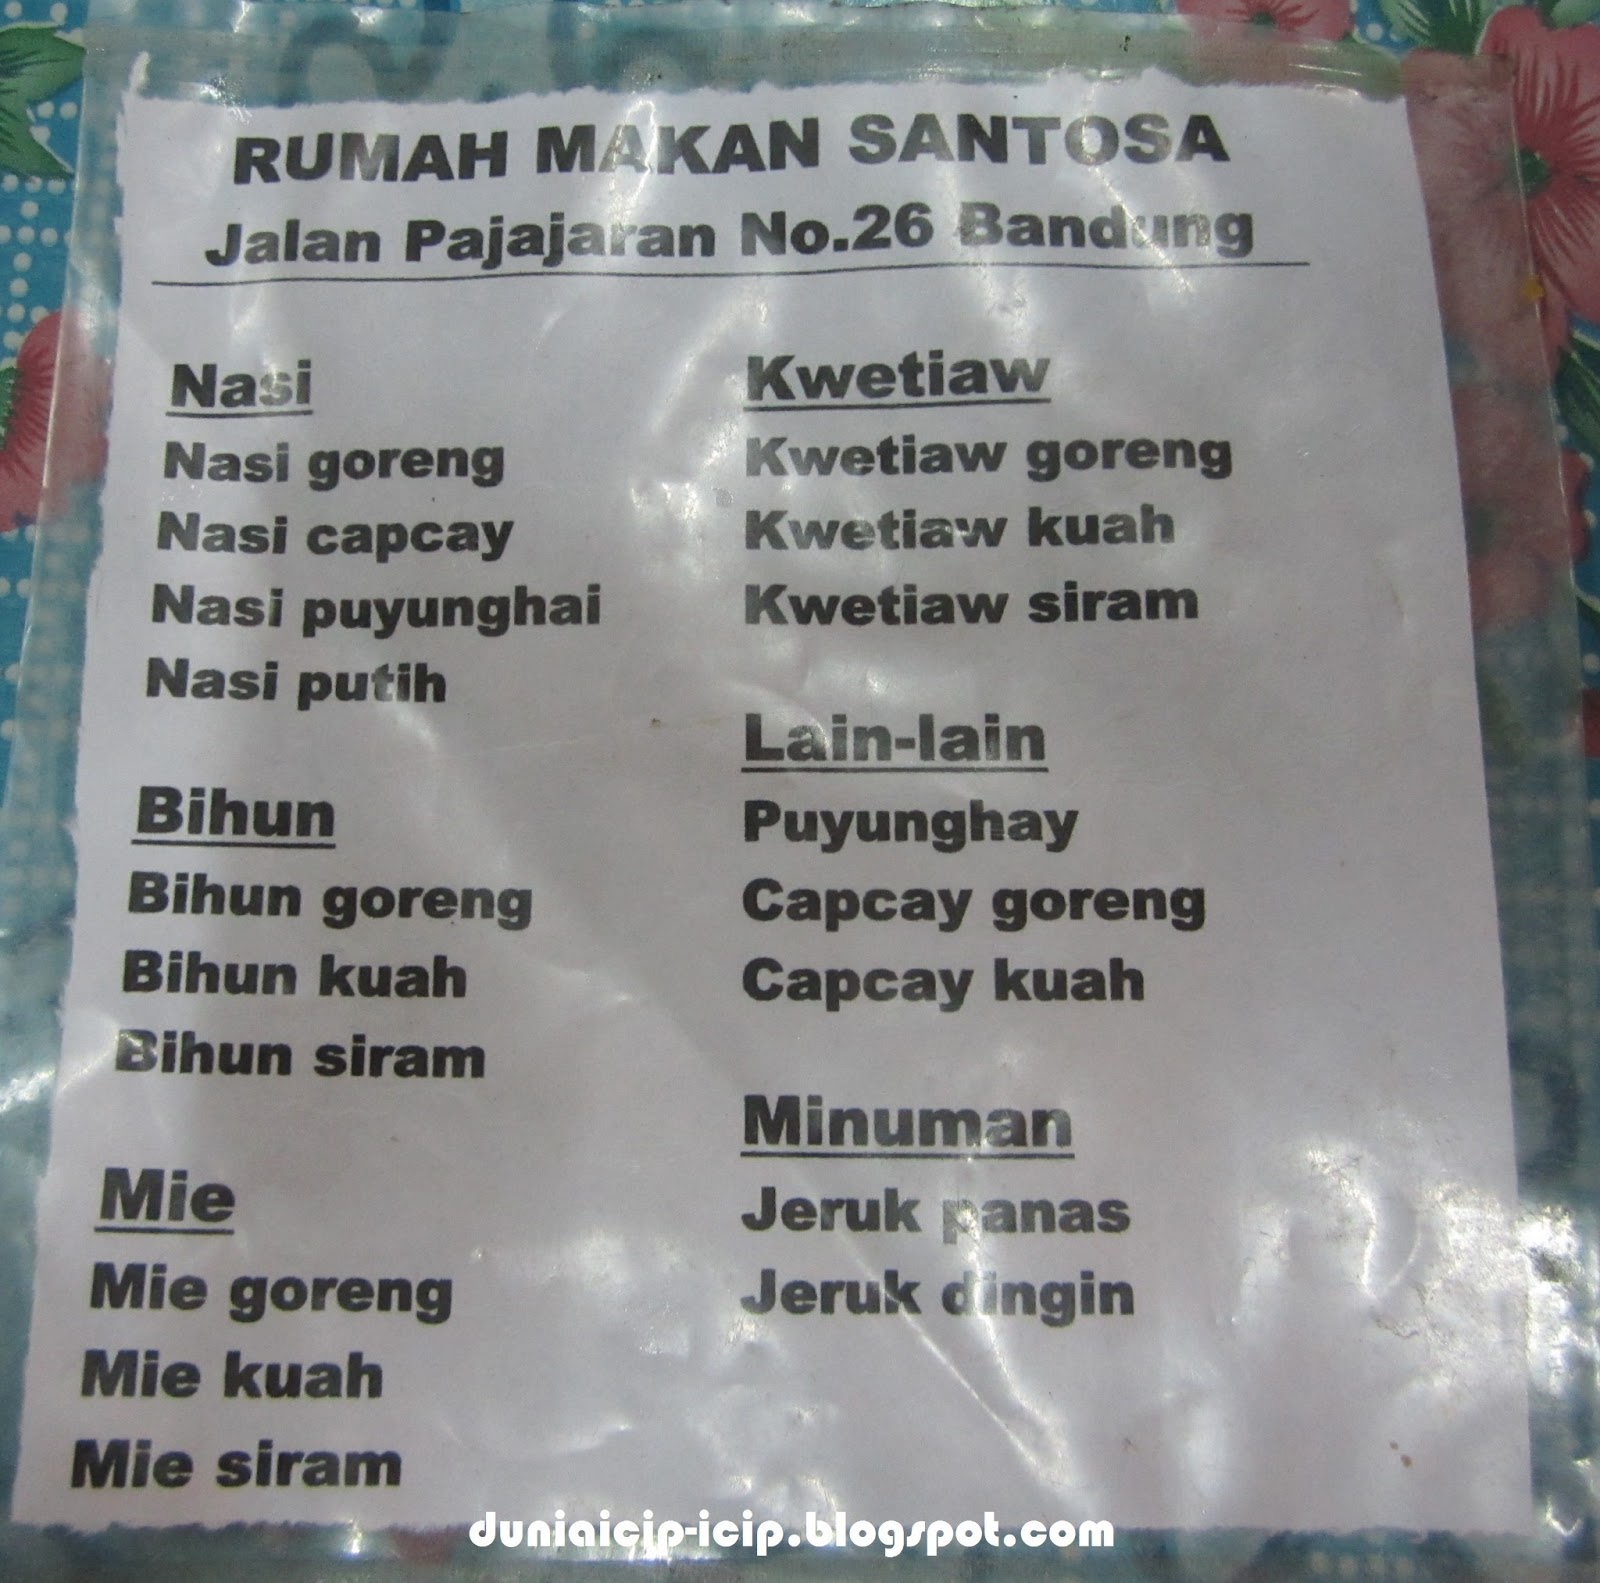 RUMAH MAKAN SANTOSA
Jalan Pajajaran No.26 Bandung
Nasi
Nasi goreng
Nasi capcay
Nasi puyunghai
Nasi putih
Bihun
Bihun goreng
Bihun kuah
Bihun siram
Mie
Mie goreng
Mie kuah
Mie siram
Kwetiaw
Kwetiaw goreng
Kwetiaw kuah
Kwetiaw siram
Lain-lain
Puyunghay
Capcay goreng
Capcay kuah
Minuman
Jeruk panas
Jeruk dingin
duniaicip-icip.blogspot.com